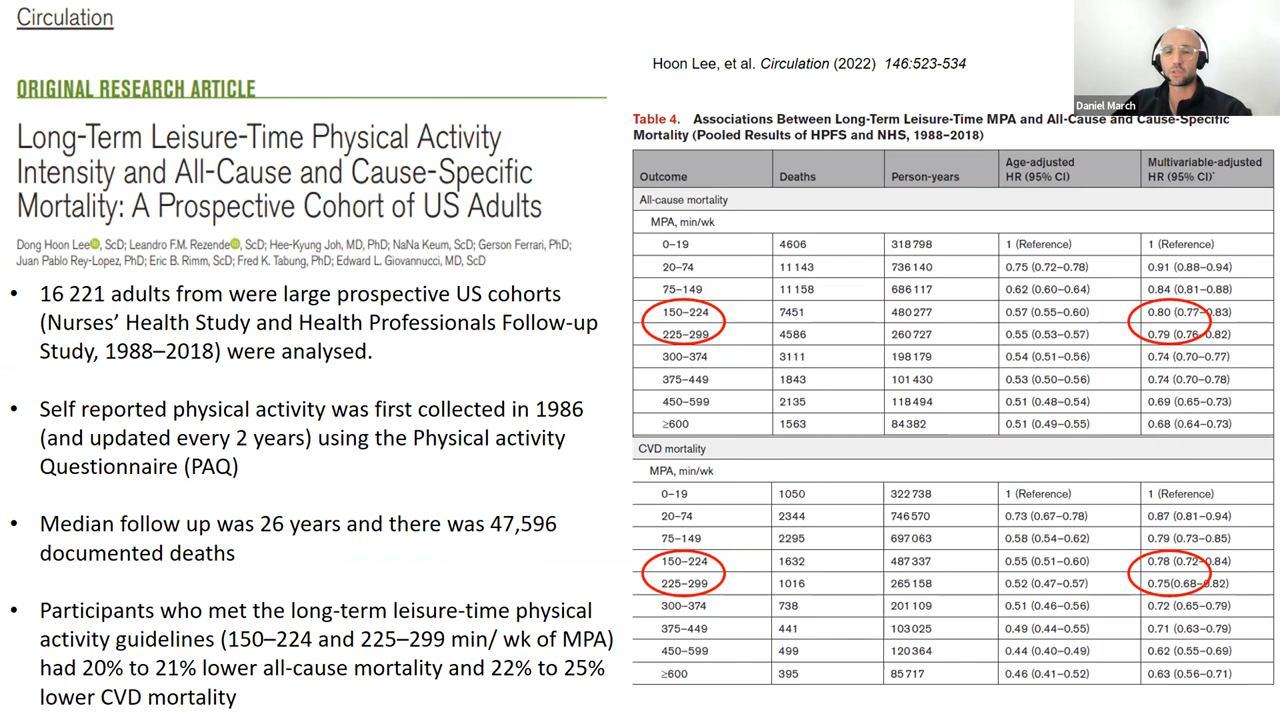 Circulation
ORIGINAL RESEARCH ARTICLE
Long-Term Leisure-Time Physical Activity
Intensity and All-Cause and Cause-Specific
Mortality: A Prospective Cohort of US Adults
Dong Hoon Lee, ScD; Leandro F.M. Rezende, ScD; Hee-Kyung Joh, MD, PhD; NaNa Keum, ScD; Gerson Ferrari, PhD;
Juan Pablo Rey-Lopez, PhD; Eric B. Rimm, ScD; Fred K. Tabung, PhD; Edward L. Giovannucci, MD, ScD
• 16 221 adults from were large prospective US cohorts
(Nurses' Health Study and Health Professionals Follow-up
Study, 1988–2018) were analysed.
• Self reported physical activity was first collected in 1986
(and updated every 2 years) using the Physical activity
Questionnaire (PAQ)
• Median follow up was 26 years and there was 47,596
documented deaths
• Participants who met the long-term leisure-time physical
activity guidelines (150–224 and 225–299 min/ wk of MPA)
had 20% to 21% lower all-cause mortality and 22% to 25%
lower CVD mortality
Hoon Lee, et al. Circulation (2022) 146:523-534
Daniel March
Table 4. Associations Between Long-Term Leisure-Time MPA and All-Cause and Cause-Specific
Mortality (Pooled Results of HPFS and NHS, 1988–2018)
Outcome Deaths Person-years Age-adjusted HR (95% CI) Multivariable-adjusted HR (95% CI)*
All-cause mortality
MPA, min/wk
0–19 4606 318 798 1 (Reference) 1 (Reference)
20–74 11 143 736 140 0.75 (0.72–0.78) 0.91 (0.88–0.94)
75–149 11 158 686 117 0.62 (0.60–0.64) 0.84 (0.81–0.88)
150–224 7451 480 277 0.57 (0.55–0.60) 0.80 (0.77–0.83)
225–299 4586 260 727 0.55 (0.53–0.57) 0.79 (0.76–0.82)
300–374 3111 198 179 0.54 (0.51–0.56) 0.74 (0.70–0.77)
375–449 1843 101 430 0.53 (0.50–0.56) 0.74 (0.70–0.78)
450–599 2135 118 494 0.51 (0.48–0.54) 0.69 (0.65–0.73)
≥600 1563 84 382 0.51 (0.49–0.55) 0.68 (0.64–0.73)
CVD mortality
MPA, min/wk
0–19 1050 322 738 1 (Reference) 1 (Reference)
20–74 2344 746 570 0.73 (0.67–0.78) 0.87 (0.81–0.94)
75–149 2295 697 063 0.58 (0.54–0.62) 0.79 (0.73–0.85)
150–224 1632 487 337 0.55 (0.51–0.60) 0.78 (0.72–0.84)
225–299 1016 265 158 0.52 (0.47–0.57) 0.75(0.68–0.82)
300–374 738 201 109 0.51 (0.46–0.56) 0.72 (0.65–0.79)
375–449 441 103 025 0.49 (0.44–0.55) 0.71 (0.63–0.79)
450–599 499 120 364 0.44 (0.40–0.49) 0.62 (0.55–0.69)
≥600 395 85 717 0.46 (0.41–0.52) 0.63 (0.56–0.71)